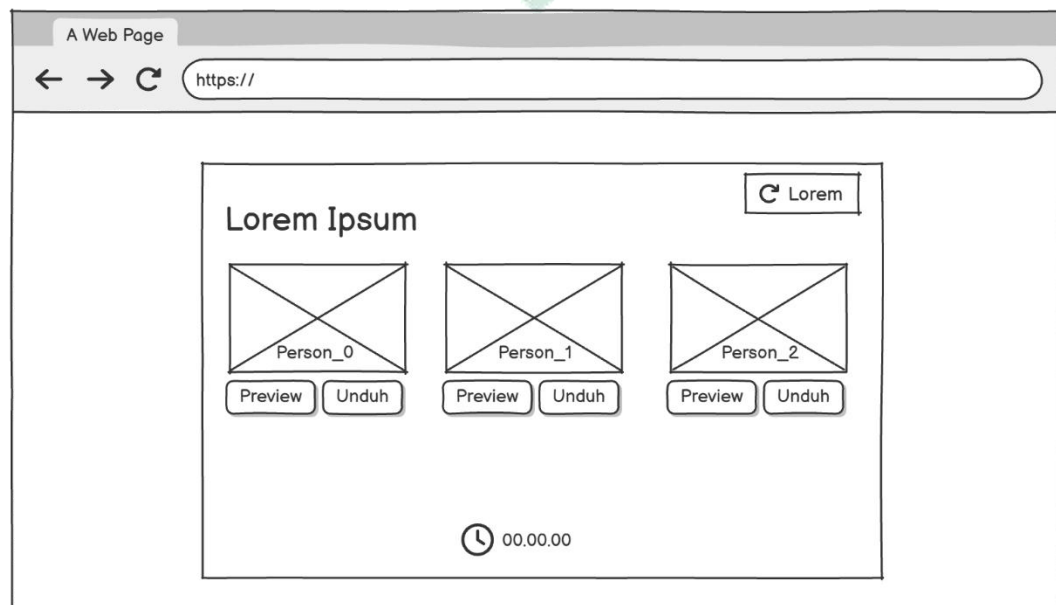 A Web Page
https://
Lorem
Lorem Ipsum
Person_0 Person_1 Person_2
Preview Unduh Preview Unduh Preview Unduh
00.00.00